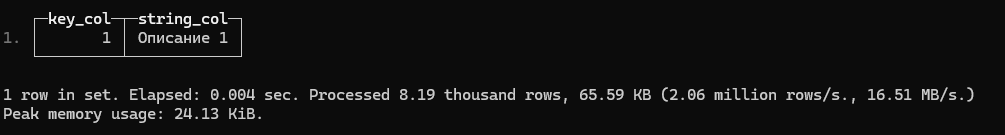 key_col string_col
1. 1 Описание 1
1 row in set. Elapsed: 0.004 sec. Processed 8.19 thousand rows, 65.59 KB (2.06 million rows/s., 16.51 MB/s.)
Peak memory usage: 24.13 KiB.